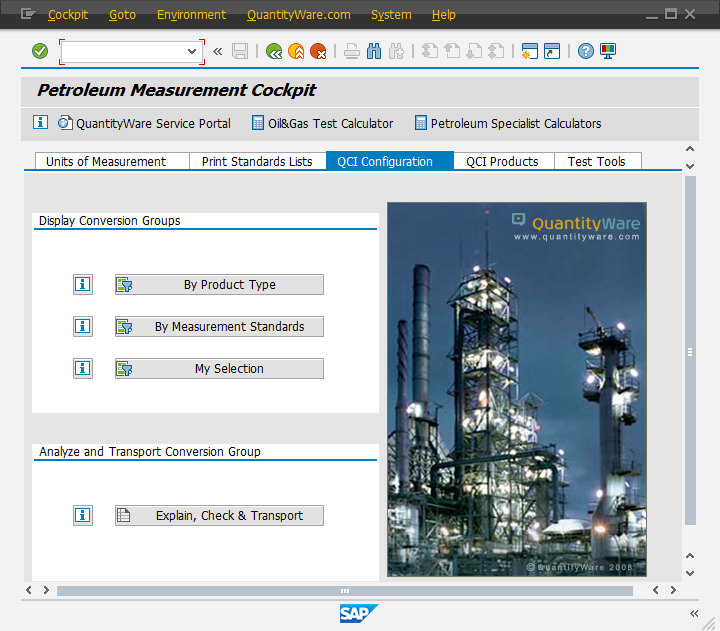 Cockpit Goto Environment QuantityWare.com System Help
Petroleum Measurement Cockpit
QuantityWare Service Portal Oil&Gas Test Calculator Petroleum Specialist Calculators
Units of Measurement Print Standards Lists QCI Configuration QCI Products Test Tools
Display Conversion Groups
By Product Type
By Measurement Standards
My Selection
Analyze and Transport Conversion Group
Explain, Check & Transport
QuantityWare
www.quantityware.com
© QuantityWare 2008
SAP